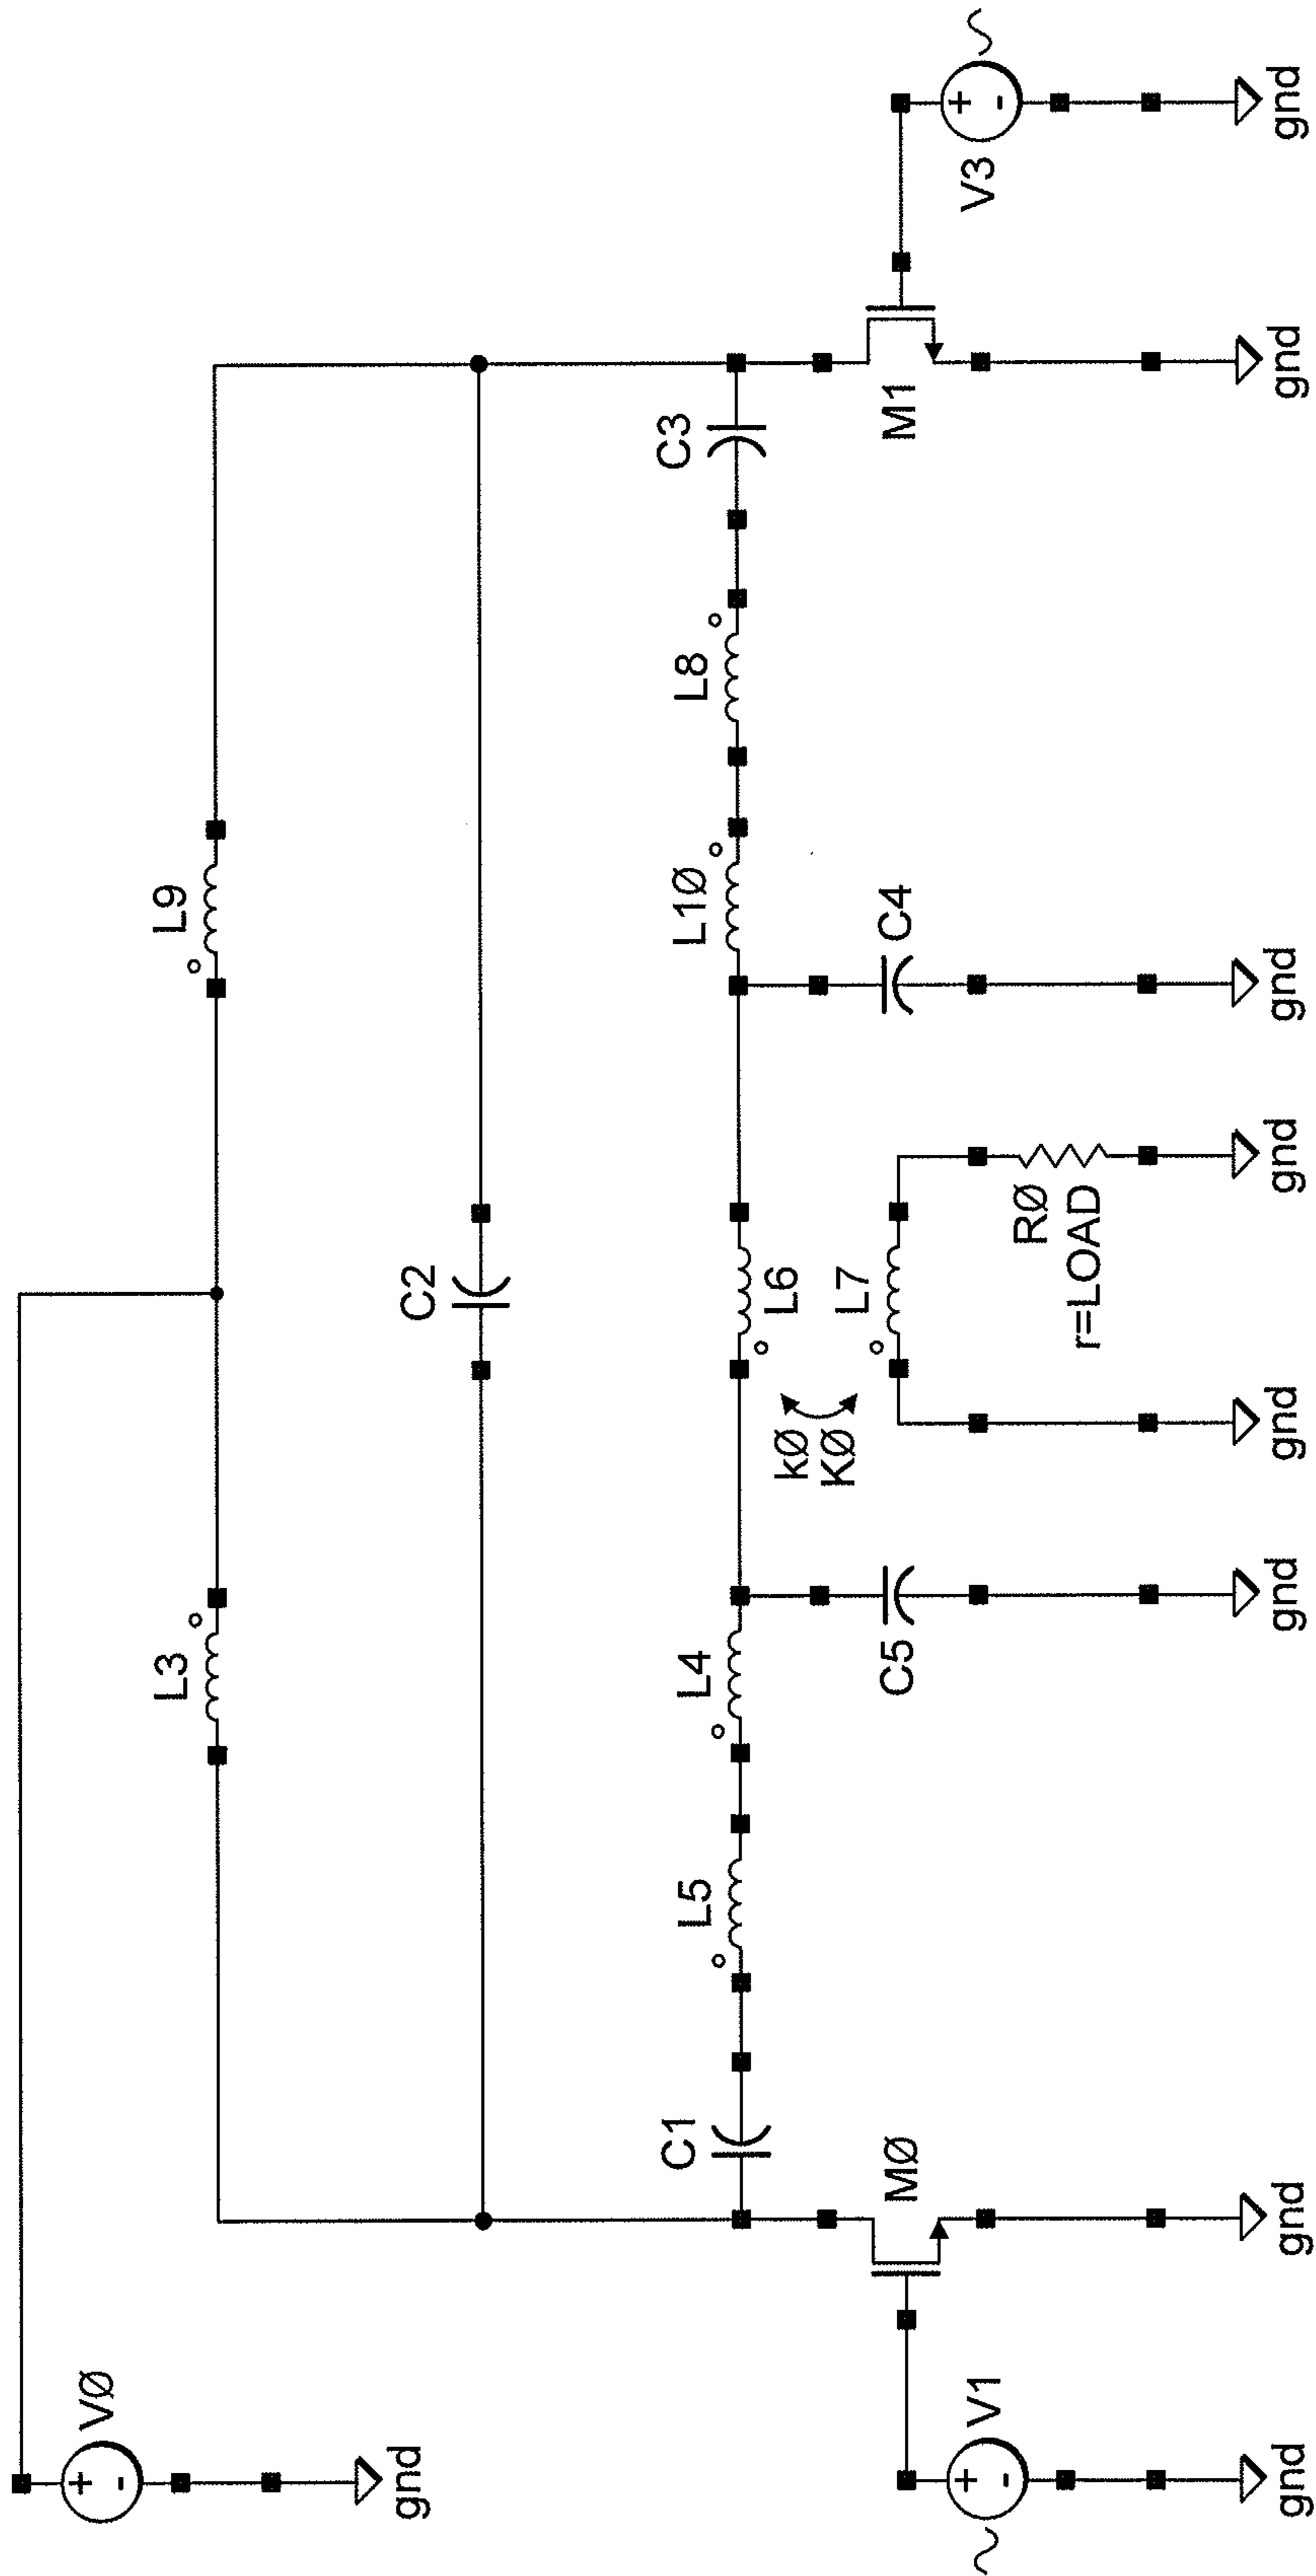 VØ
+
-
gnd
L3
L9
C2
C1
L5
L4
L6
L1Ø
L8
C3
kØ
KØ
L7
C5
C4
RØ
r=LOAD
MØ
M1
V1
+
-
V3
+
-
gnd
gnd
gnd
gnd
gnd
gnd
gnd
gnd